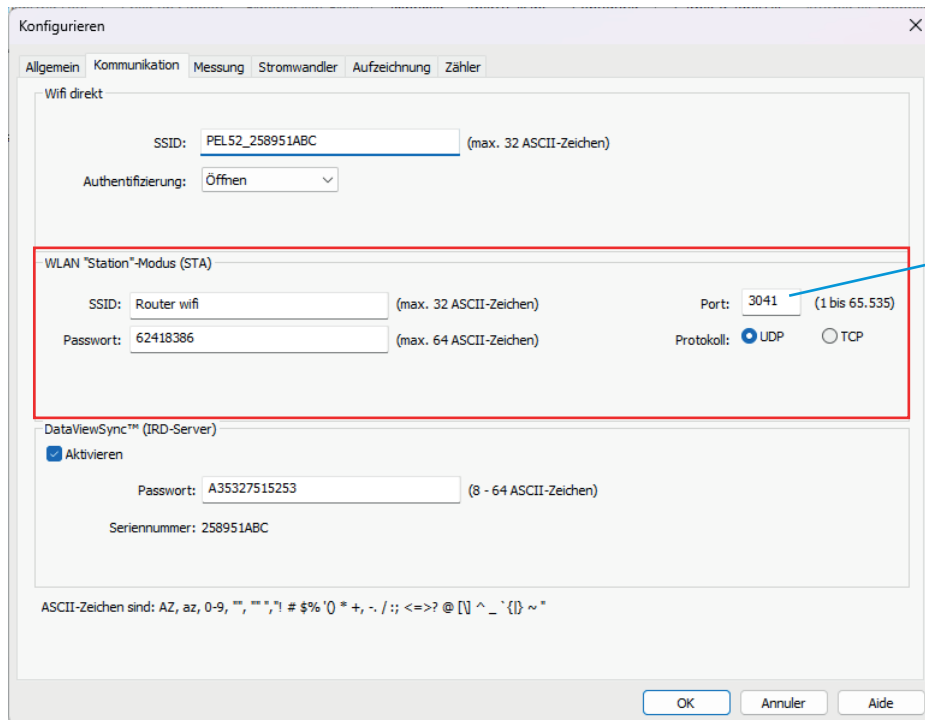 Konfigurieren
Allgemein Kommunikation Messung Stromwandler Aufzeichnung Zähler
Wifi direkt
SSID: PEL52_258951ABC (max. 32 ASCII-Zeichen)
Authentifizierung: Öffnen
WLAN "Station"-Modus (STA)
SSID: Router wifi (max. 32 ASCII-Zeichen) Port: 3041 (1 bis 65.535)
Passwort: 62418386 (max. 64 ASCII-Zeichen) Protokoll: UDP TCP
DataViewSync™ (IRD-Server)
Aktivieren
Passwort: A35327515253 (8 - 64 ASCII-Zeichen)
Seriennummer: 258951ABC
ASCII-Zeichen sind: AZ, az, 0-9, "", "" ","! # $% '() * +, -. / :; <=>? @ [\] ^ _ `{|} ~ "
OK Annuler Aide